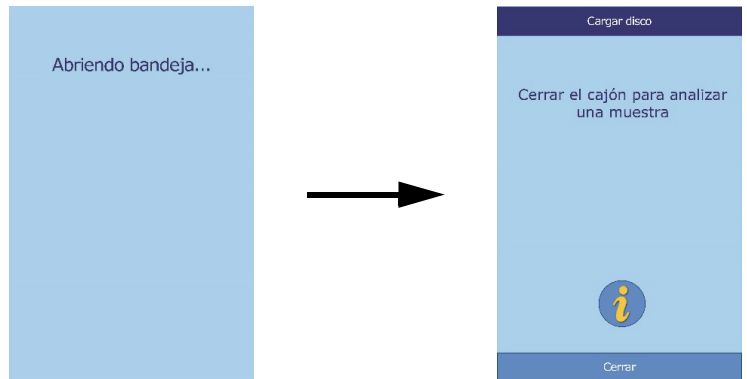 Abriendo bandeja...
Cargar disco
Cerrar el cajón para analizar
una muestra
i
Cerrar